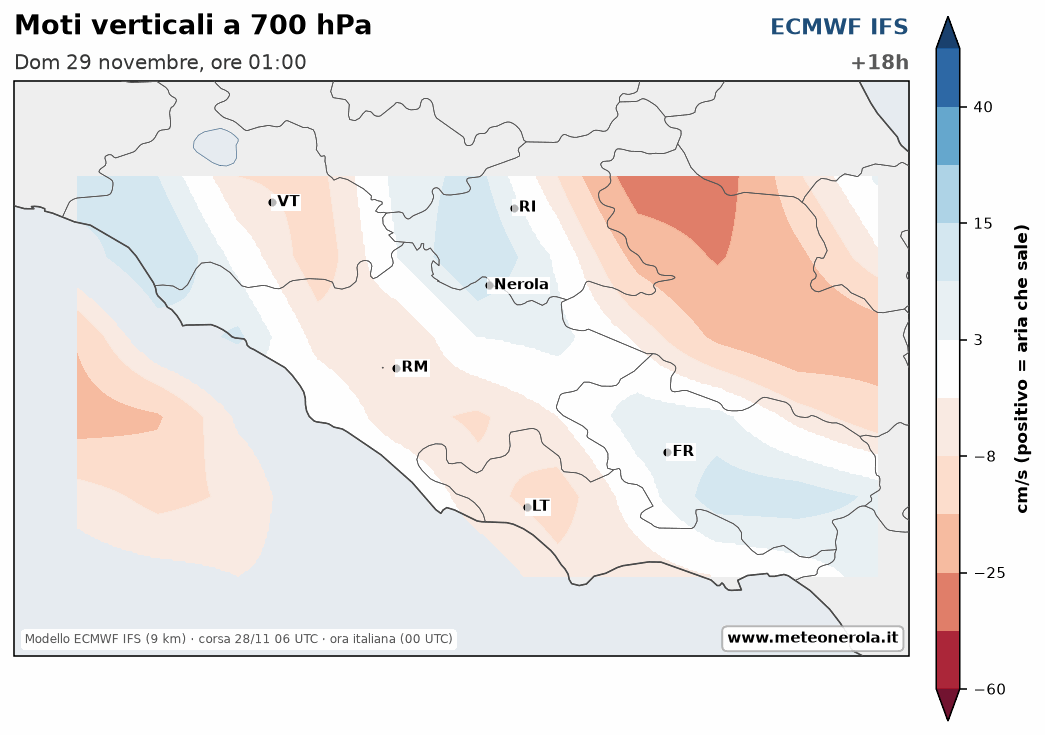 Moti verticali a 700 hPa
ECMWF IFS
Dom 29 novembre, ore 01:00
+18h
VT
RI
Nerola
RM
FR
LT
40
15
3
−8
−25
−60
cm/s (positivo = aria che sale)
Modello ECMWF IFS (9 km) · corsa 28/11 06 UTC · ora italiana (00 UTC)
www.meteonerola.it